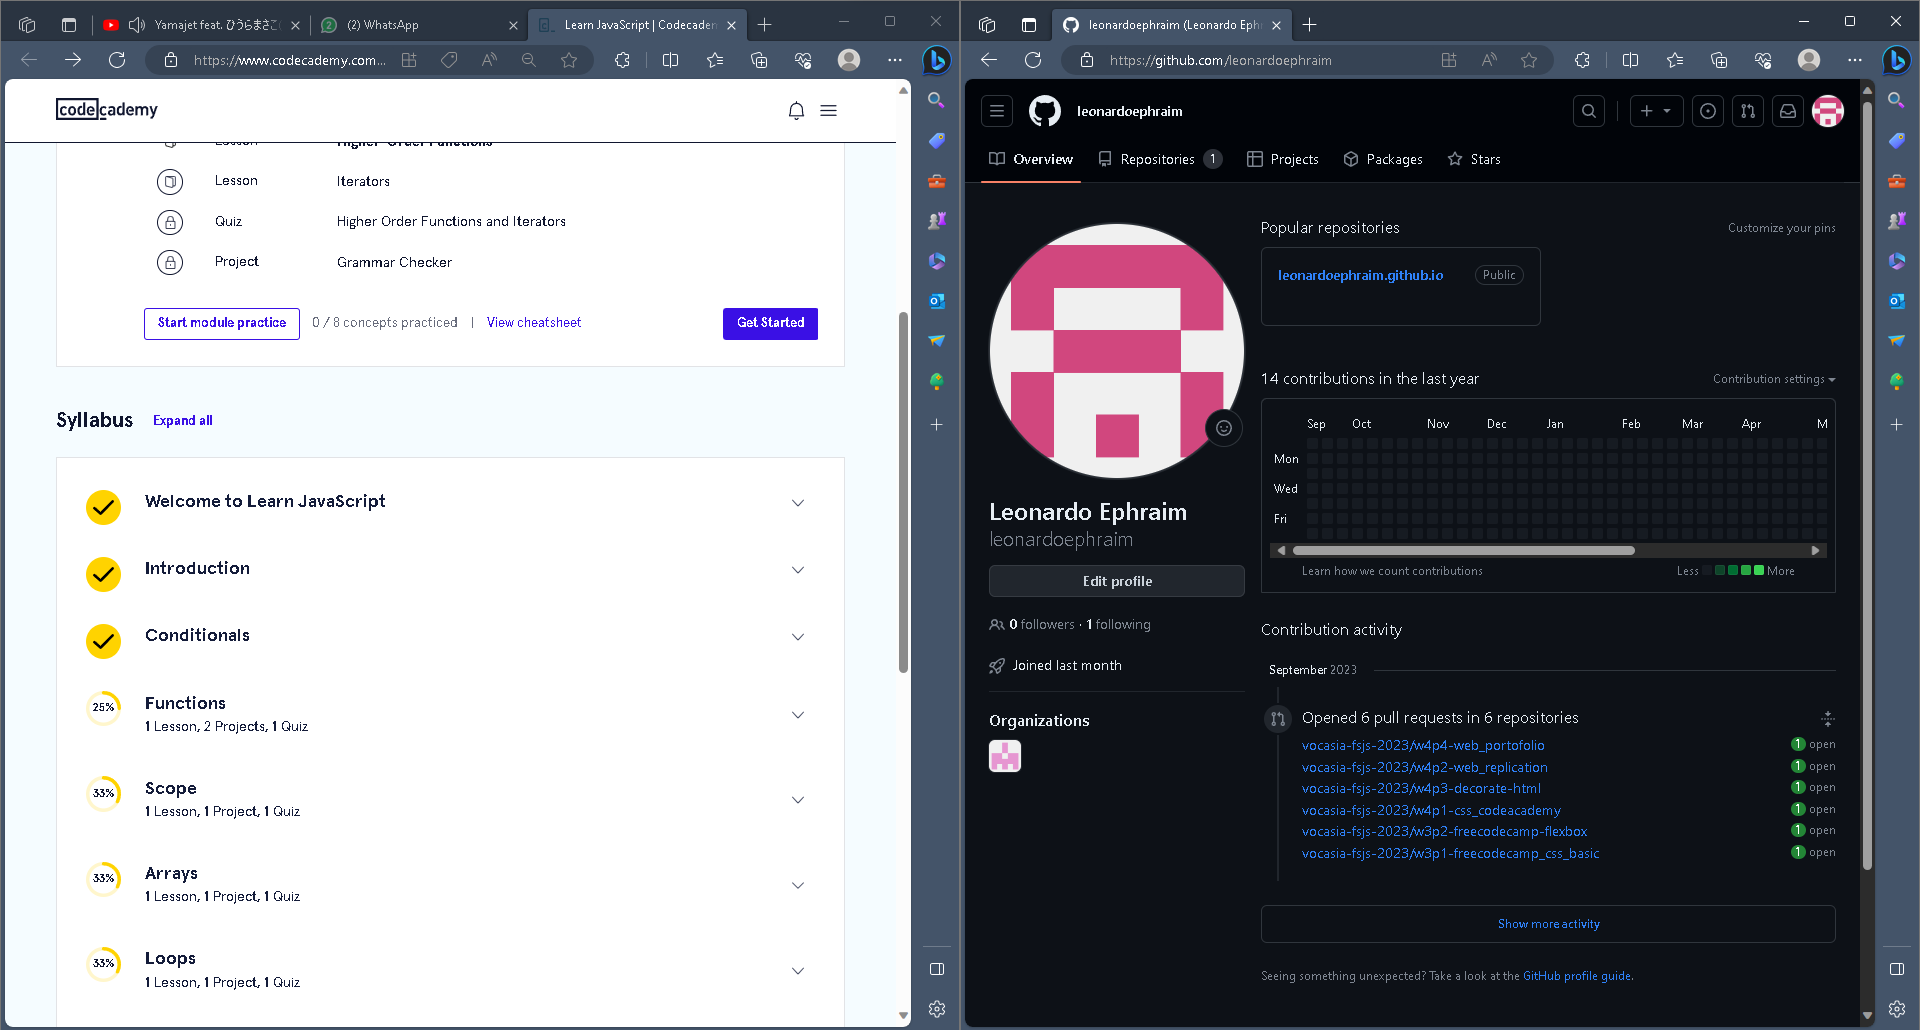 Yamajet feat. ひうらまさこ
(2) WhatsApp
Learn JavaScript | Codecadem
https://www.codecademy.com...
codecademy
Lesson Higher-Order Functions
Lesson Iterators
Quiz Higher Order Functions and Iterators
Project Grammar Checker
Start module practice 0 / 8 concepts practiced | View cheatsheet Get Started
Syllabus Expand all
Welcome to Learn JavaScript
Introduction
Conditionals
25% Functions
1 Lesson, 2 Projects, 1 Quiz
33% Scope
1 Lesson, 1 Project, 1 Quiz
33% Arrays
1 Lesson, 1 Project, 1 Quiz
33% Loops
1 Lesson, 1 Project, 1 Quiz
leonardoephraim (Leonardo Eph
https://github.com/leonardoephraim
leonardoephraim
Overview Repositories 1 Projects Packages Stars
Leonardo Ephraim
leonardoephraim
Edit profile
0 followers · 1 following
Joined last month
Organizations
Popular repositories Customize your pins
leonardoephraim.github.io Public
14 contributions in the last year Contribution settings
Sep Oct Nov Dec Jan Feb Mar Apr M
Mon
Wed
Fri
Learn how we count contributions Less More
Contribution activity
September 2023
Opened 6 pull requests in 6 repositories
vocasia-fsjs-2023/w4p4-web_portofolio 1 open
vocasia-fsjs-2023/w4p2-web_replication 1 open
vocasia-fsjs-2023/w4p3-decorate-html 1 open
vocasia-fsjs-2023/w4p1-css_codeacademy 1 open
vocasia-fsjs-2023/w3p2-freecodecamp-flexbox 1 open
vocasia-fsjs-2023/w3p1-freecodecamp_css_basic 1 open
Show more activity
Seeing something unexpected? Take a look at the GitHub profile guide.